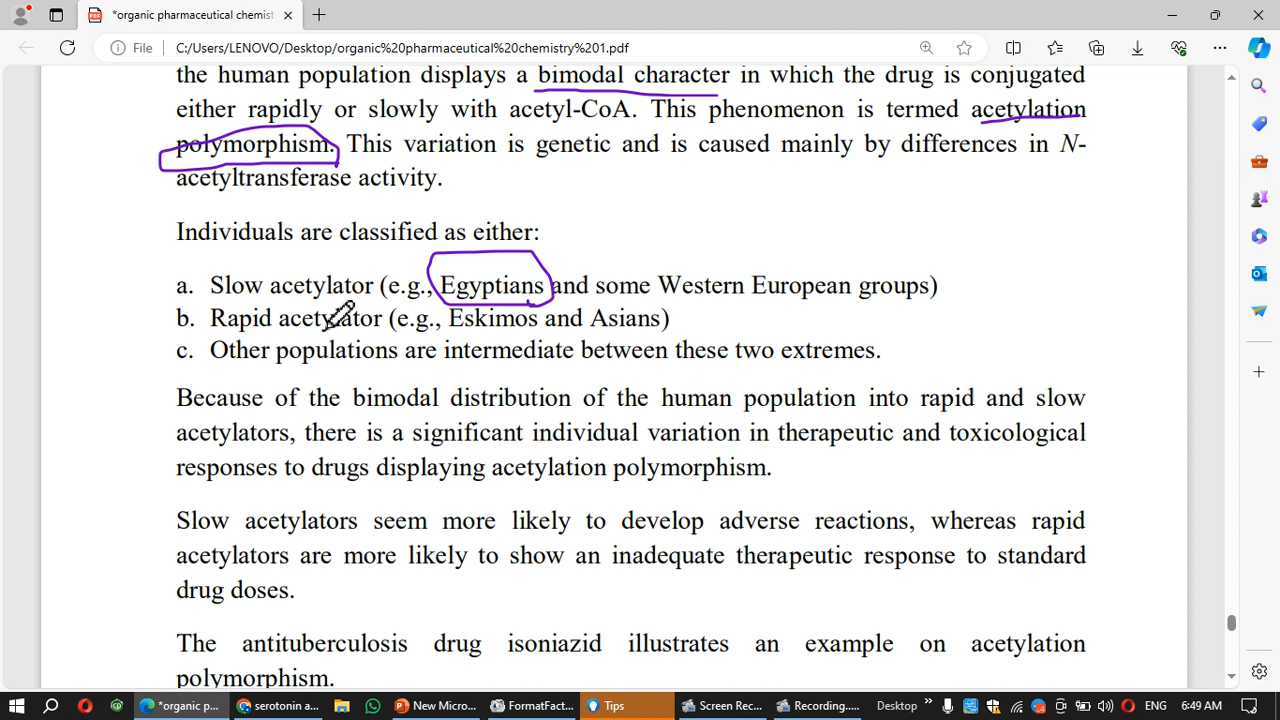 *organic pharmaceutical chemist
File
C:/Users/LENOVO/Desktop/organic%20pharmaceutical%20chemistry%201.pdf
the human population displays a bimodal character in which the drug is conjugated
either rapidly or slowly with acetyl-CoA. This phenomenon is termed acetylation
polymorphism. This variation is genetic and is caused mainly by differences in N-
acetyltransferase activity.
Individuals are classified as either:
a. Slow acetylator (e.g., Egyptians and some Western European groups)
b. Rapid acetylator (e.g., Eskimos and Asians)
c. Other populations are intermediate between these two extremes.
Because of the bimodal distribution of the human population into rapid and slow
acetylators, there is a significant individual variation in therapeutic and toxicological
responses to drugs displaying acetylation polymorphism.
Slow acetylators seem more likely to develop adverse reactions, whereas rapid
acetylators are more likely to show an inadequate therapeutic response to standard
drug doses.
The antituberculosis drug isoniazid illustrates an example on acetylation
polymorphism.
*organic p...
serotonin a...
New Micro...
FormatFact...
Tips
Screen Rec...
Recording....
Desktop
ENG
6:49 AM